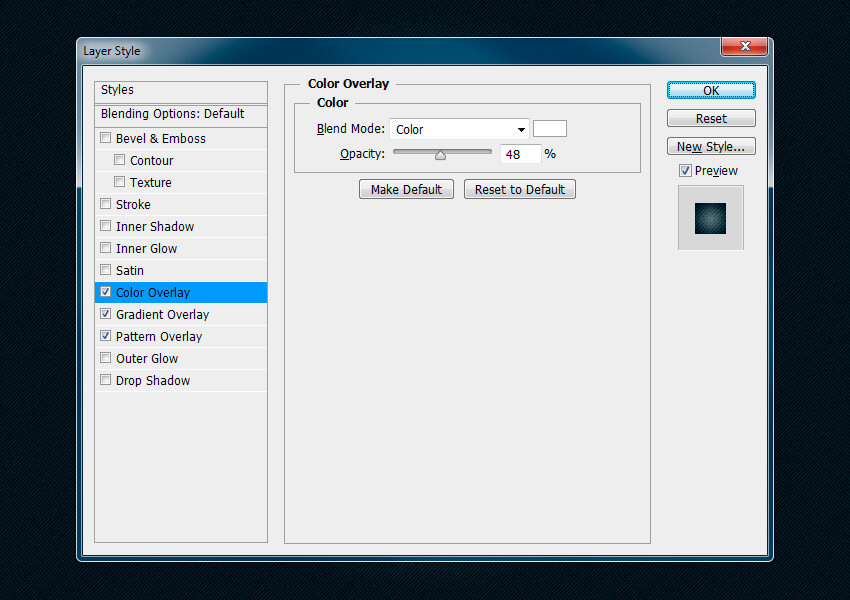 Layer Style
Styles
Blending Options: Default
Bevel & Emboss
Contour
Texture
Stroke
Inner Shadow
Inner Glow
Satin
Color Overlay
Gradient Overlay
Pattern Overlay
Outer Glow
Drop Shadow
Color Overlay
Color
Blend Mode: Color
Opacity: 48 %
Make Default Reset to Default
OK
Reset
New Style...
Preview